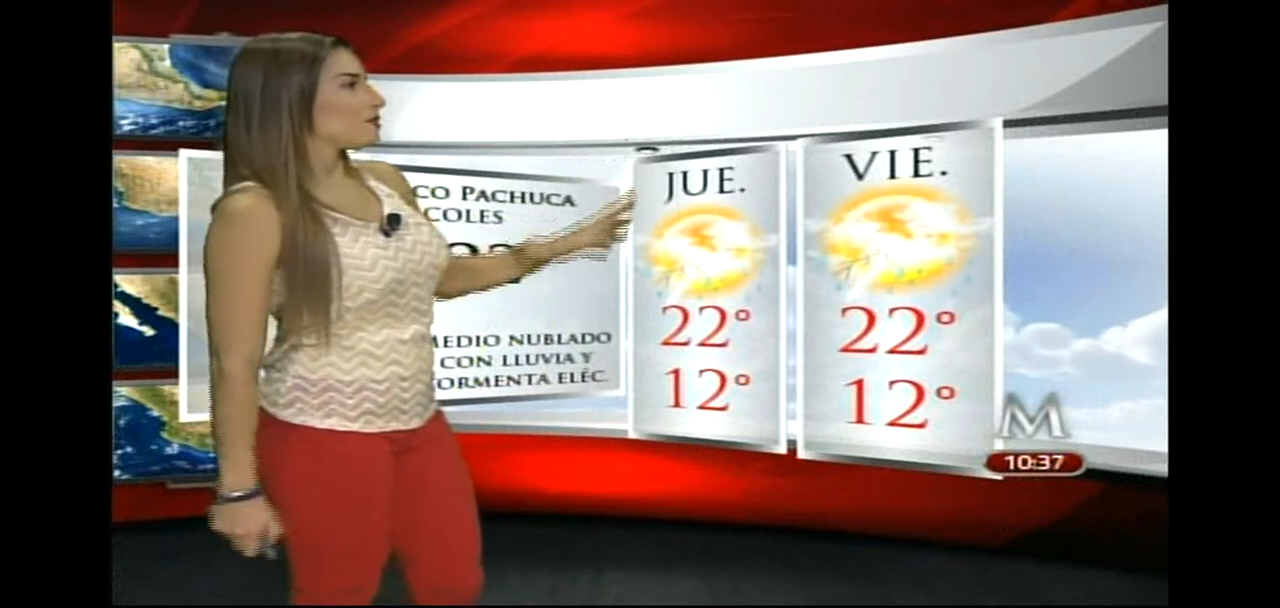 CO PACHUCA
COLES
MEDIO NUBLADO
CON LLUVIA Y
TORMENTA ELÉC.
JUE.
22°
12°
VIE.
22°
12°
M
10:37